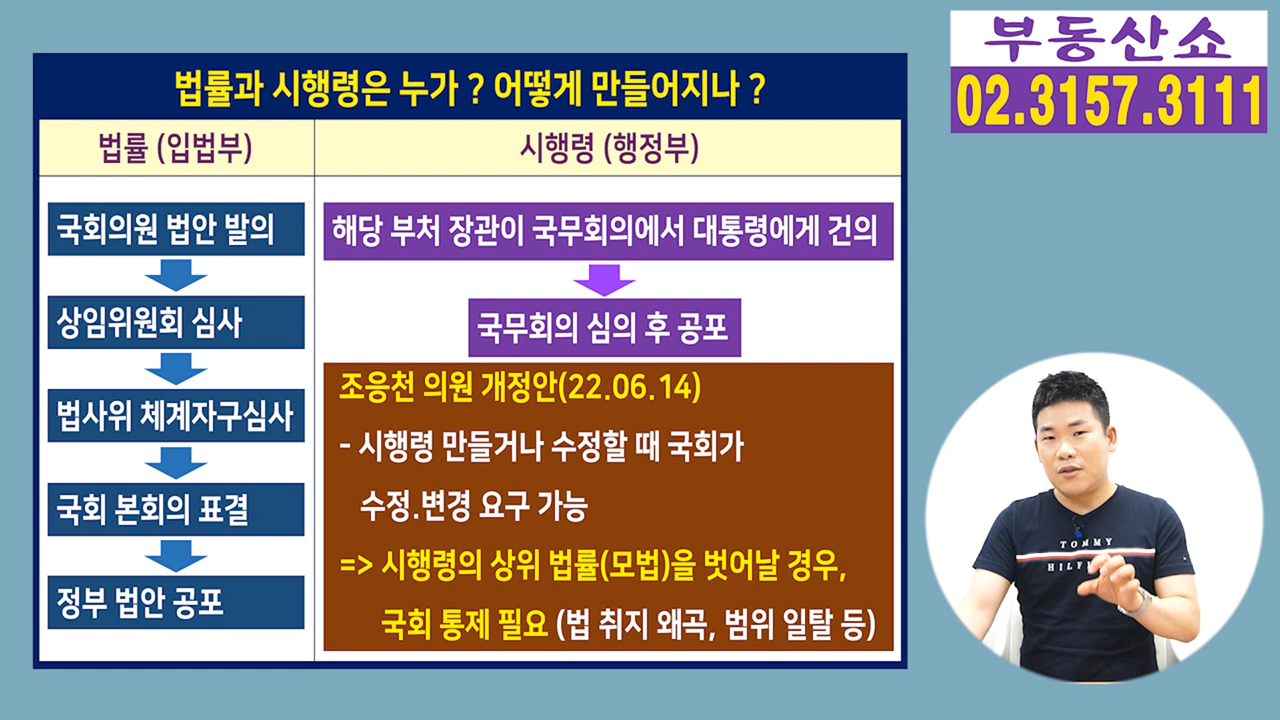 부동산쇼
02.3157.3111
법률과 시행령은 누가 ? 어떻게 만들어지나 ?
법률 (입법부)
시행령 (행정부)
국회의원 법안 발의
상임위원회 심사
법사위 체계자구심사
국회 본회의 표결
정부 법안 공포
해당 부처 장관이 국무회의에서 대통령에게 건의
국무회의 심의 후 공포
조응천 의원 개정안(22.06.14)
- 시행령 만들거나 수정할 때 국회가
수정.변경 요구 가능
=> 시행령의 상위 법률(모법)을 벗어날 경우,
국회 통제 필요 (법 취지 왜곡, 범위 일탈 등)
TOMMY